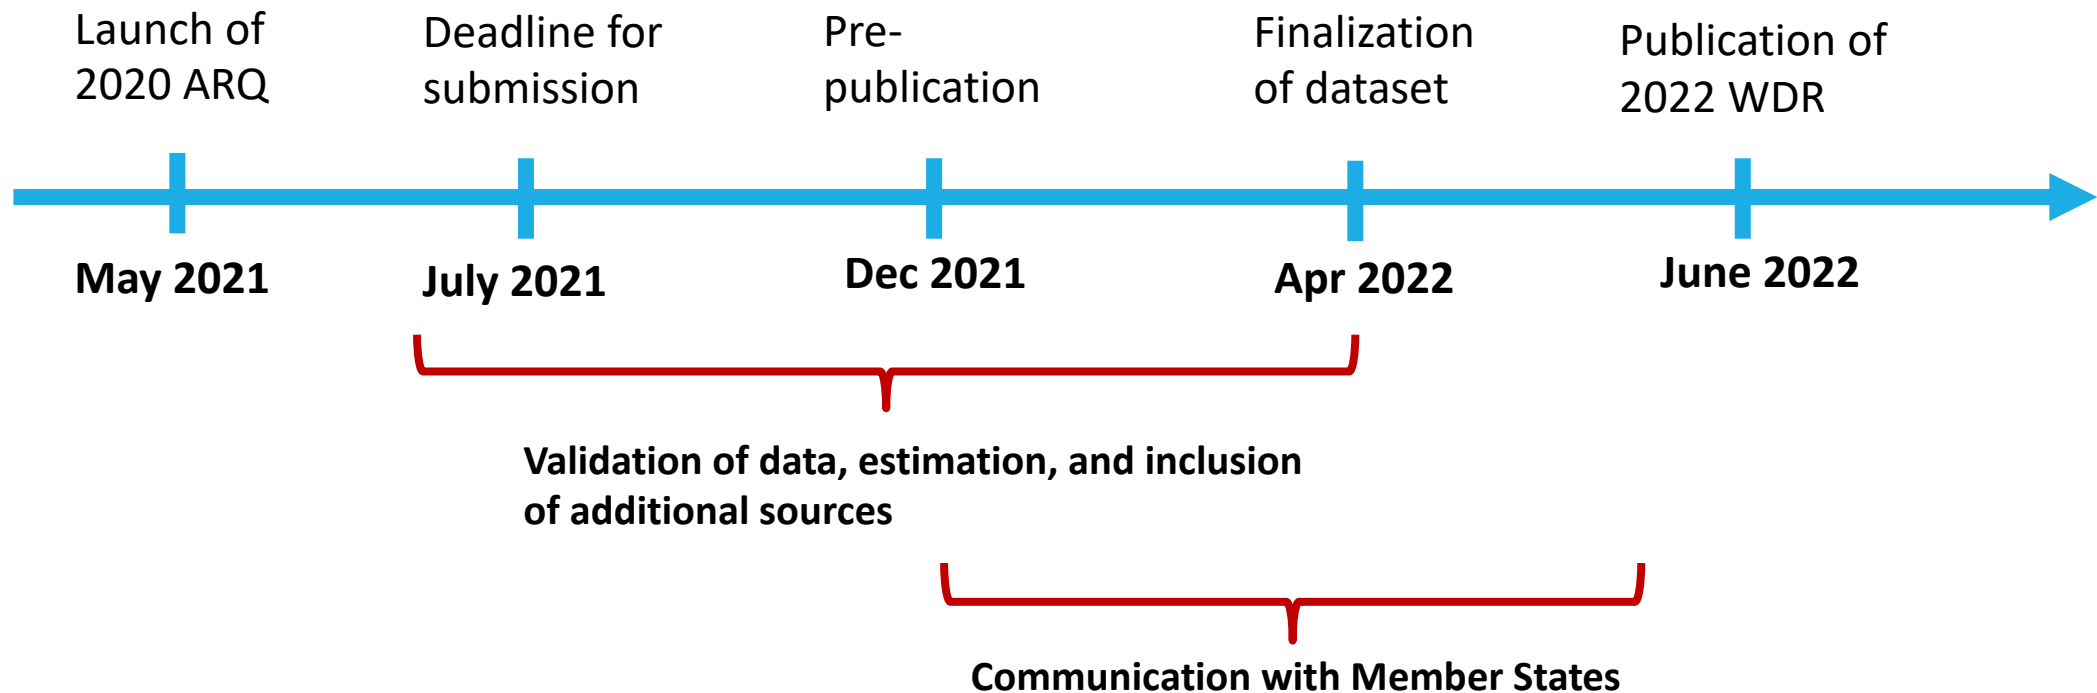 Launch of
2020 ARQ
Deadline for
submission
Pre-
publication
Finalization
of dataset
Publication of
2022 WDR
May 2021
July 2021
Dec 2021
Apr 2022
June 2022
Validation of data, estimation, and inclusion
of additional sources
Communication with Member States